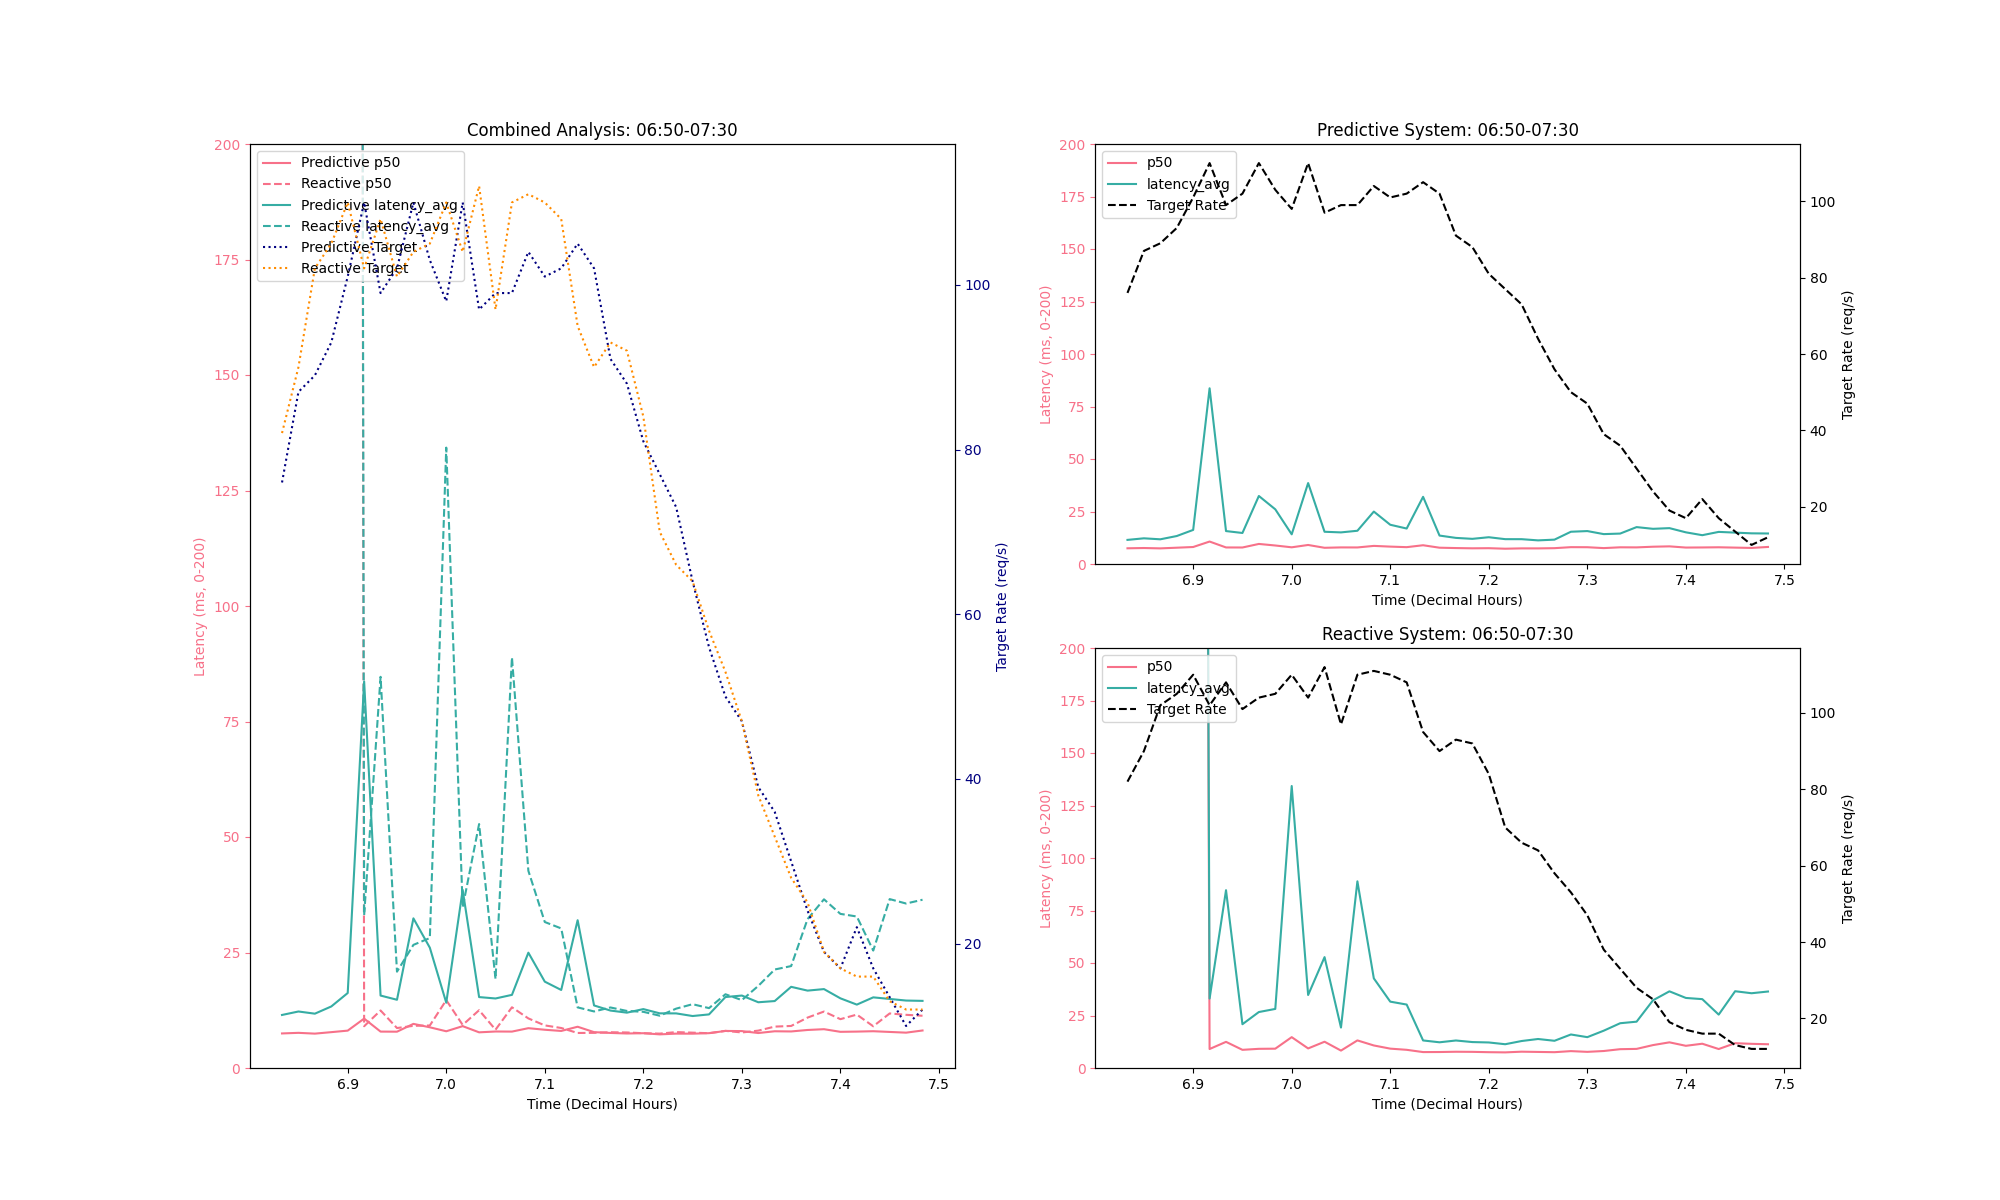 Combined Analysis: 06:50-07:30
Predictive p50
Reactive p50
Predictive latency_avg
Reactive latency_avg
Predictive Target
Reactive Target
200
175
150
125
100
75
50
25
0
Latency (ms, 0-200)
100
80
60
40
20
Target Rate (req/s)
6.9 7.0 7.1 7.2 7.3 7.4 7.5
Time (Decimal Hours)
Predictive System: 06:50-07:30
p50
latency_avg
Target Rate
200
175
150
125
100
75
50
25
0
Latency (ms, 0-200)
100
80
60
40
20
Target Rate (req/s)
6.9 7.0 7.1 7.2 7.3 7.4 7.5
Time (Decimal Hours)
Reactive System: 06:50-07:30
p50
latency_avg
Target Rate
200
175
150
125
100
75
50
25
0
Latency (ms, 0-200)
100
80
60
40
20
Target Rate (req/s)
6.9 7.0 7.1 7.2 7.3 7.4 7.5
Time (Decimal Hours)